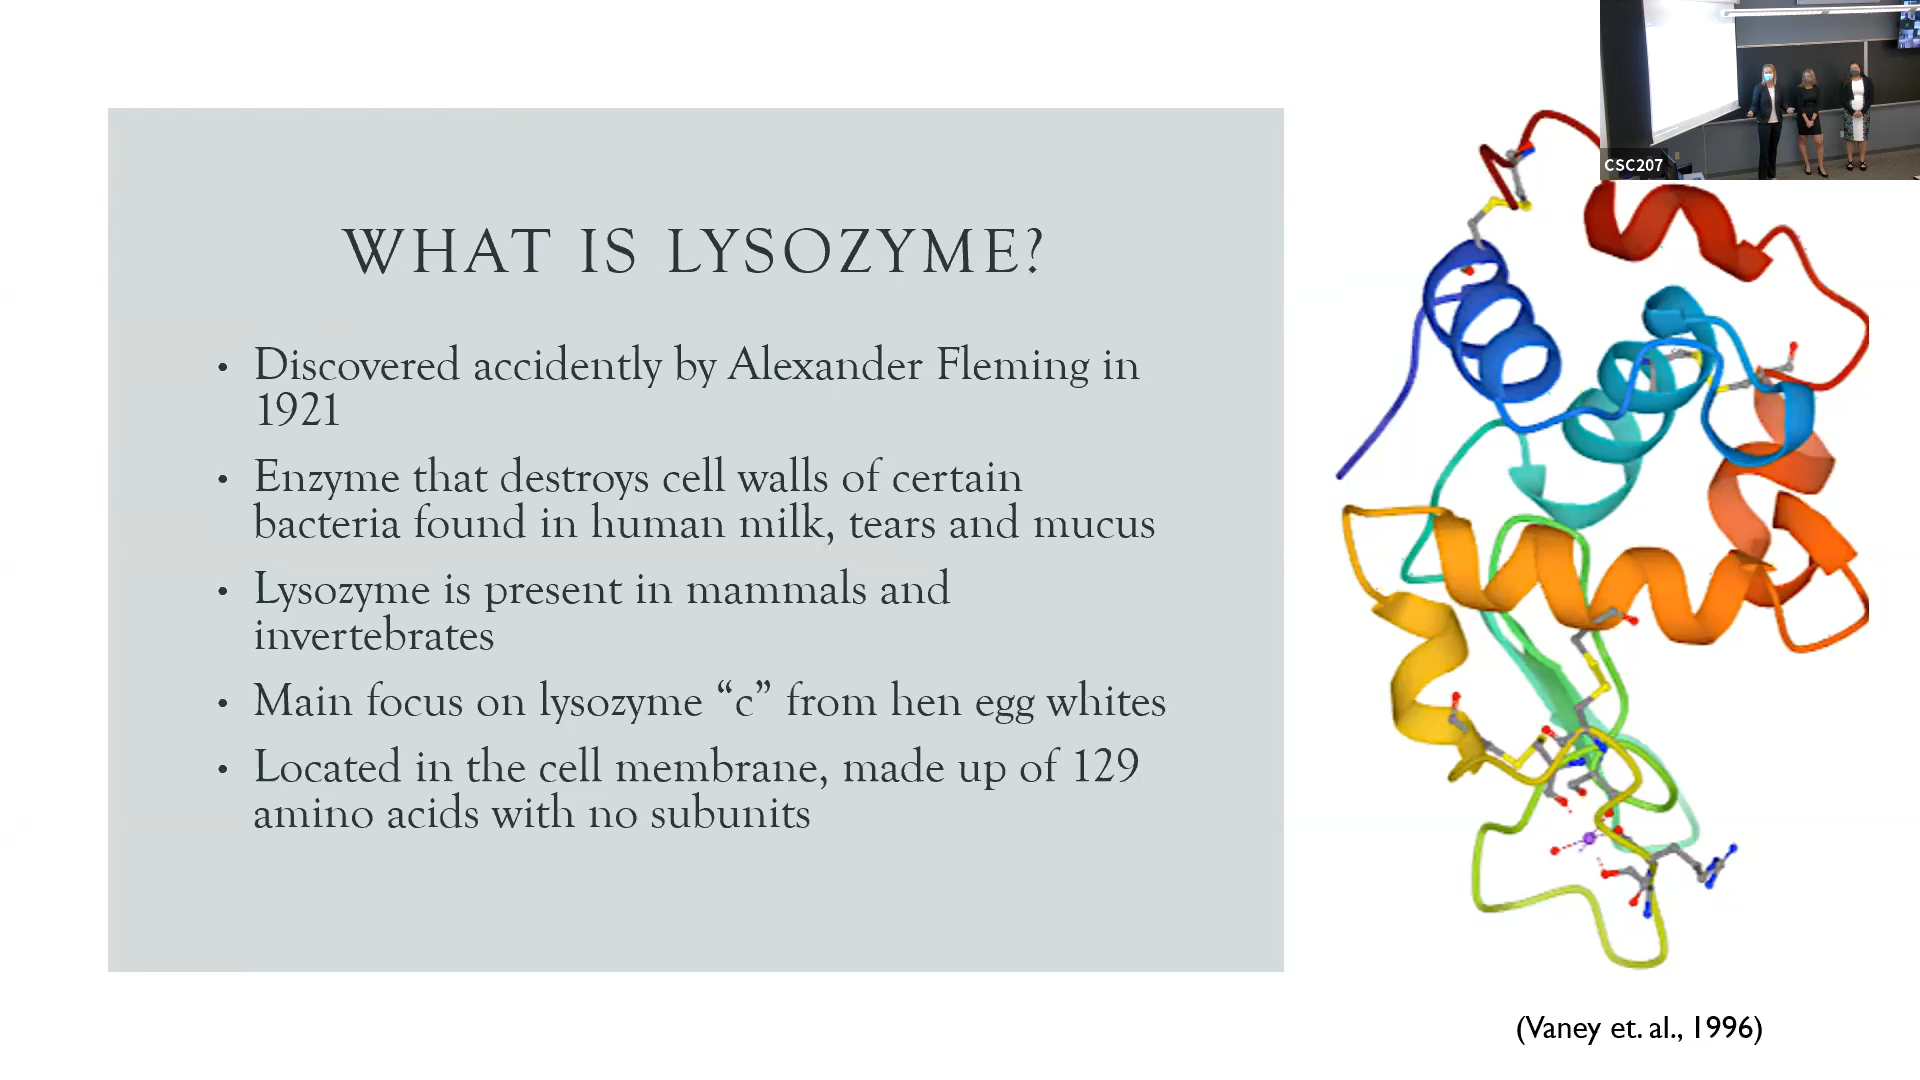 CSC207
WHAT IS LYSOZYME?
• Discovered accidently by Alexander Fleming in
1921
• Enzyme that destroys cell walls of certain
bacteria found in human milk, tears and mucus
• Lysozyme is present in mammals and
invertebrates
• Main focus on lysozyme “c” from hen egg whites
• Located in the cell membrane, made up of 129
amino acids with no subunits
(Vaney et. al., 1996)